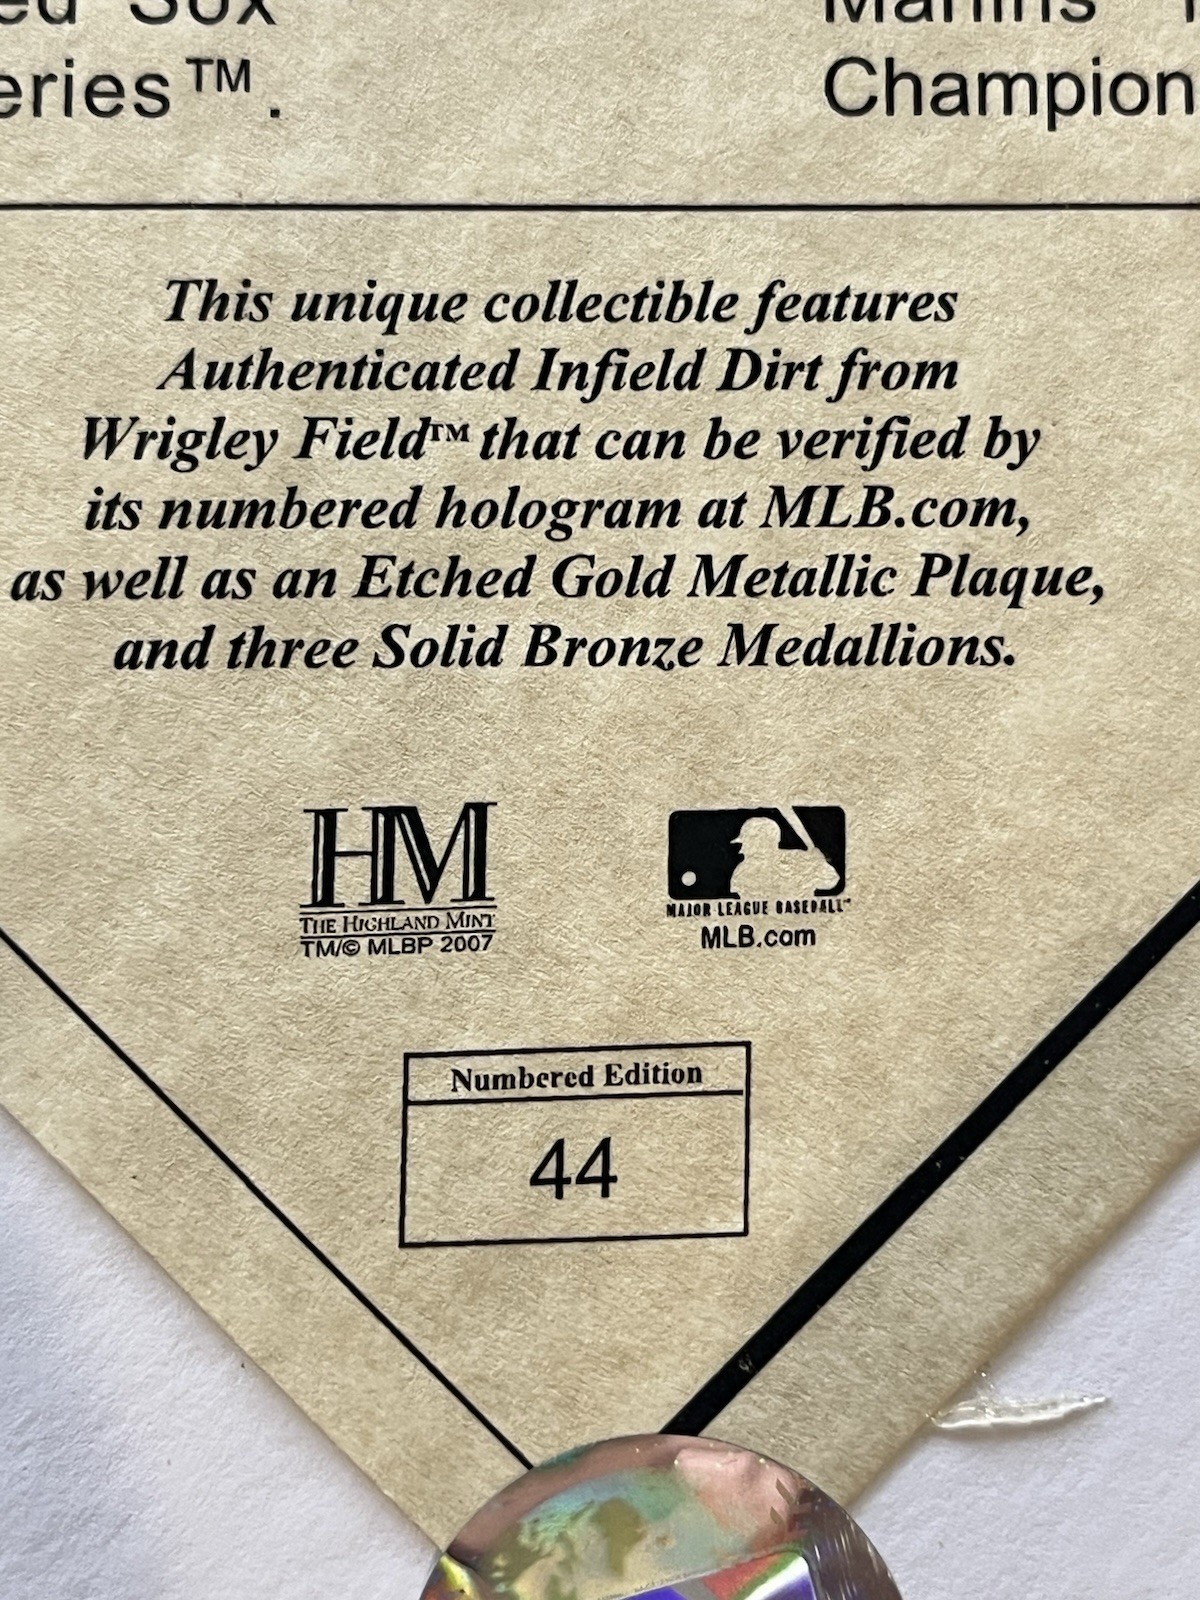 Sox
eries™.
Champion
This unique collectible features
Authenticated Infield Dirt from
Wrigley Field™ that can be verified by
its numbered hologram at MLB.com,
as well as an Etched Gold Metallic Plaque,
and three Solid Bronze Medallions.
HM
THE HIGHLAND MINT
TM/© MLBP 2007
MAJOR LEAGUE BASEBALL™
MLB.com
Numbered Edition
44